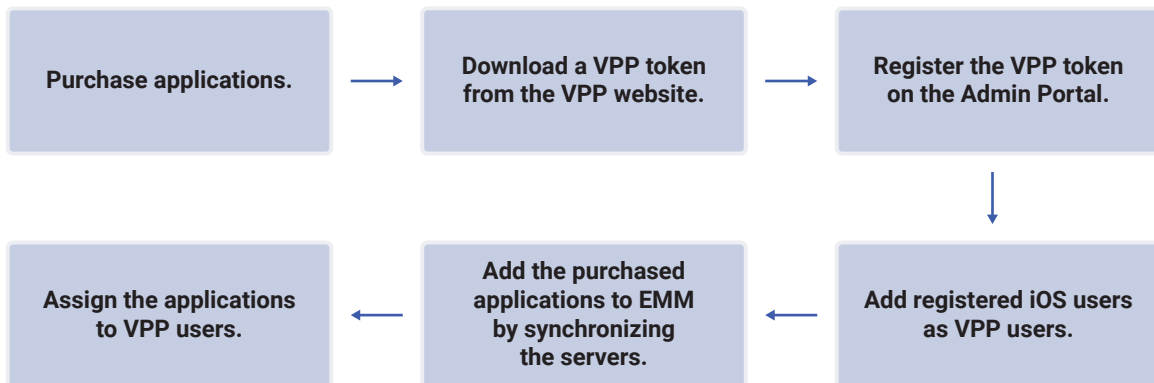 Purchase applications.
Download a VPP token
from the VPP website.
Register the VPP token
on the Admin Portal.
Add registered iOS users
as VPP users.
Add the purchased
applications to EMM
by synchronizing
the servers.
Assign the applications
to VPP users.